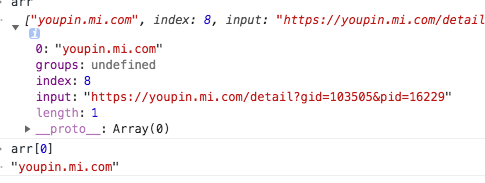 arr
["youpin.mi.com", index: 8, input: "https://youpin.mi.com/detail
i
0: "youpin.mi.com"
groups: undefined
index: 8
input: "https://youpin.mi.com/detail?gid=103505&pid=16229"
length: 1
__proto__: Array(0)
arr[0]
"youpin.mi.com"